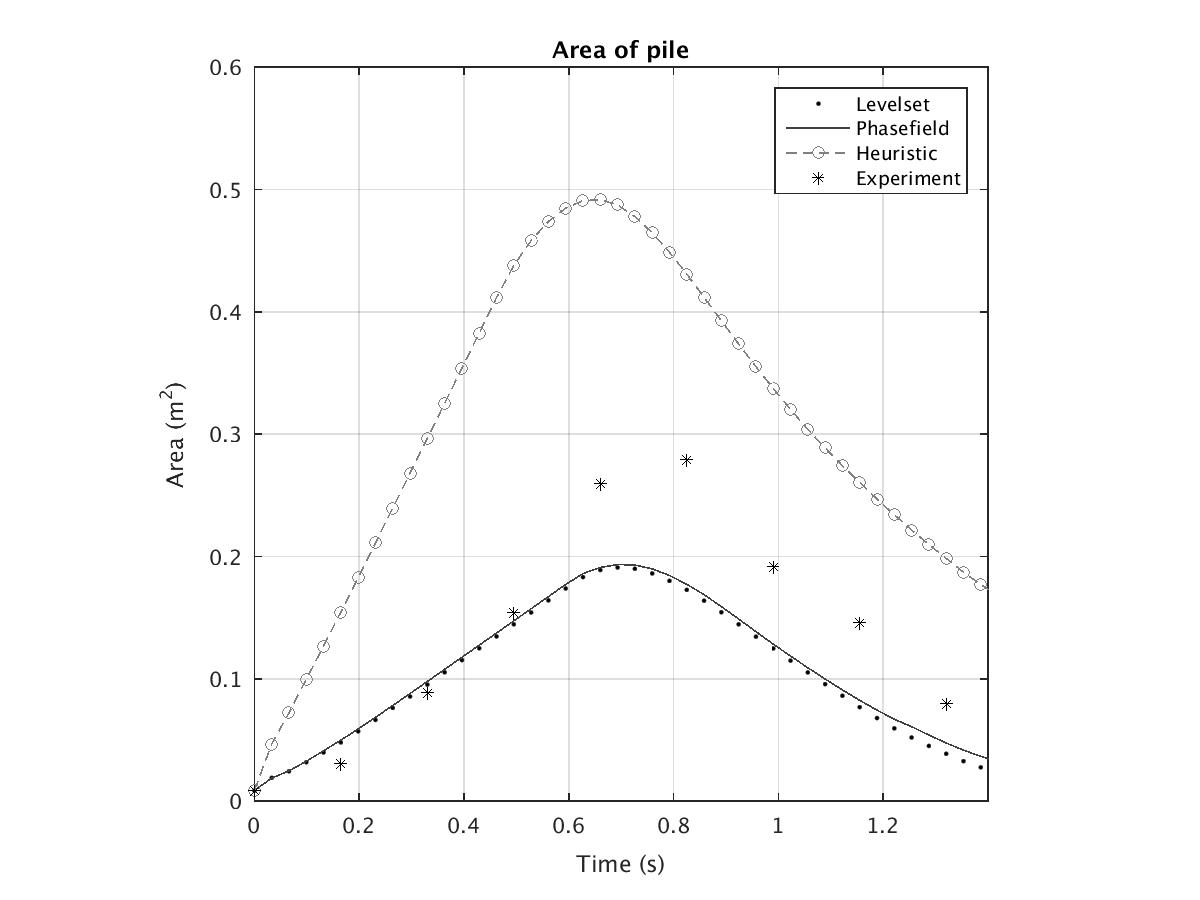 Area of pile
0.6
0.5
0.4
0.3
0.2
0.1
0
Area (m²)
Levelset
Phasefield
Heuristic
Experiment
0 0.2 0.4 0.6 0.8 1 1.2
Time (s)